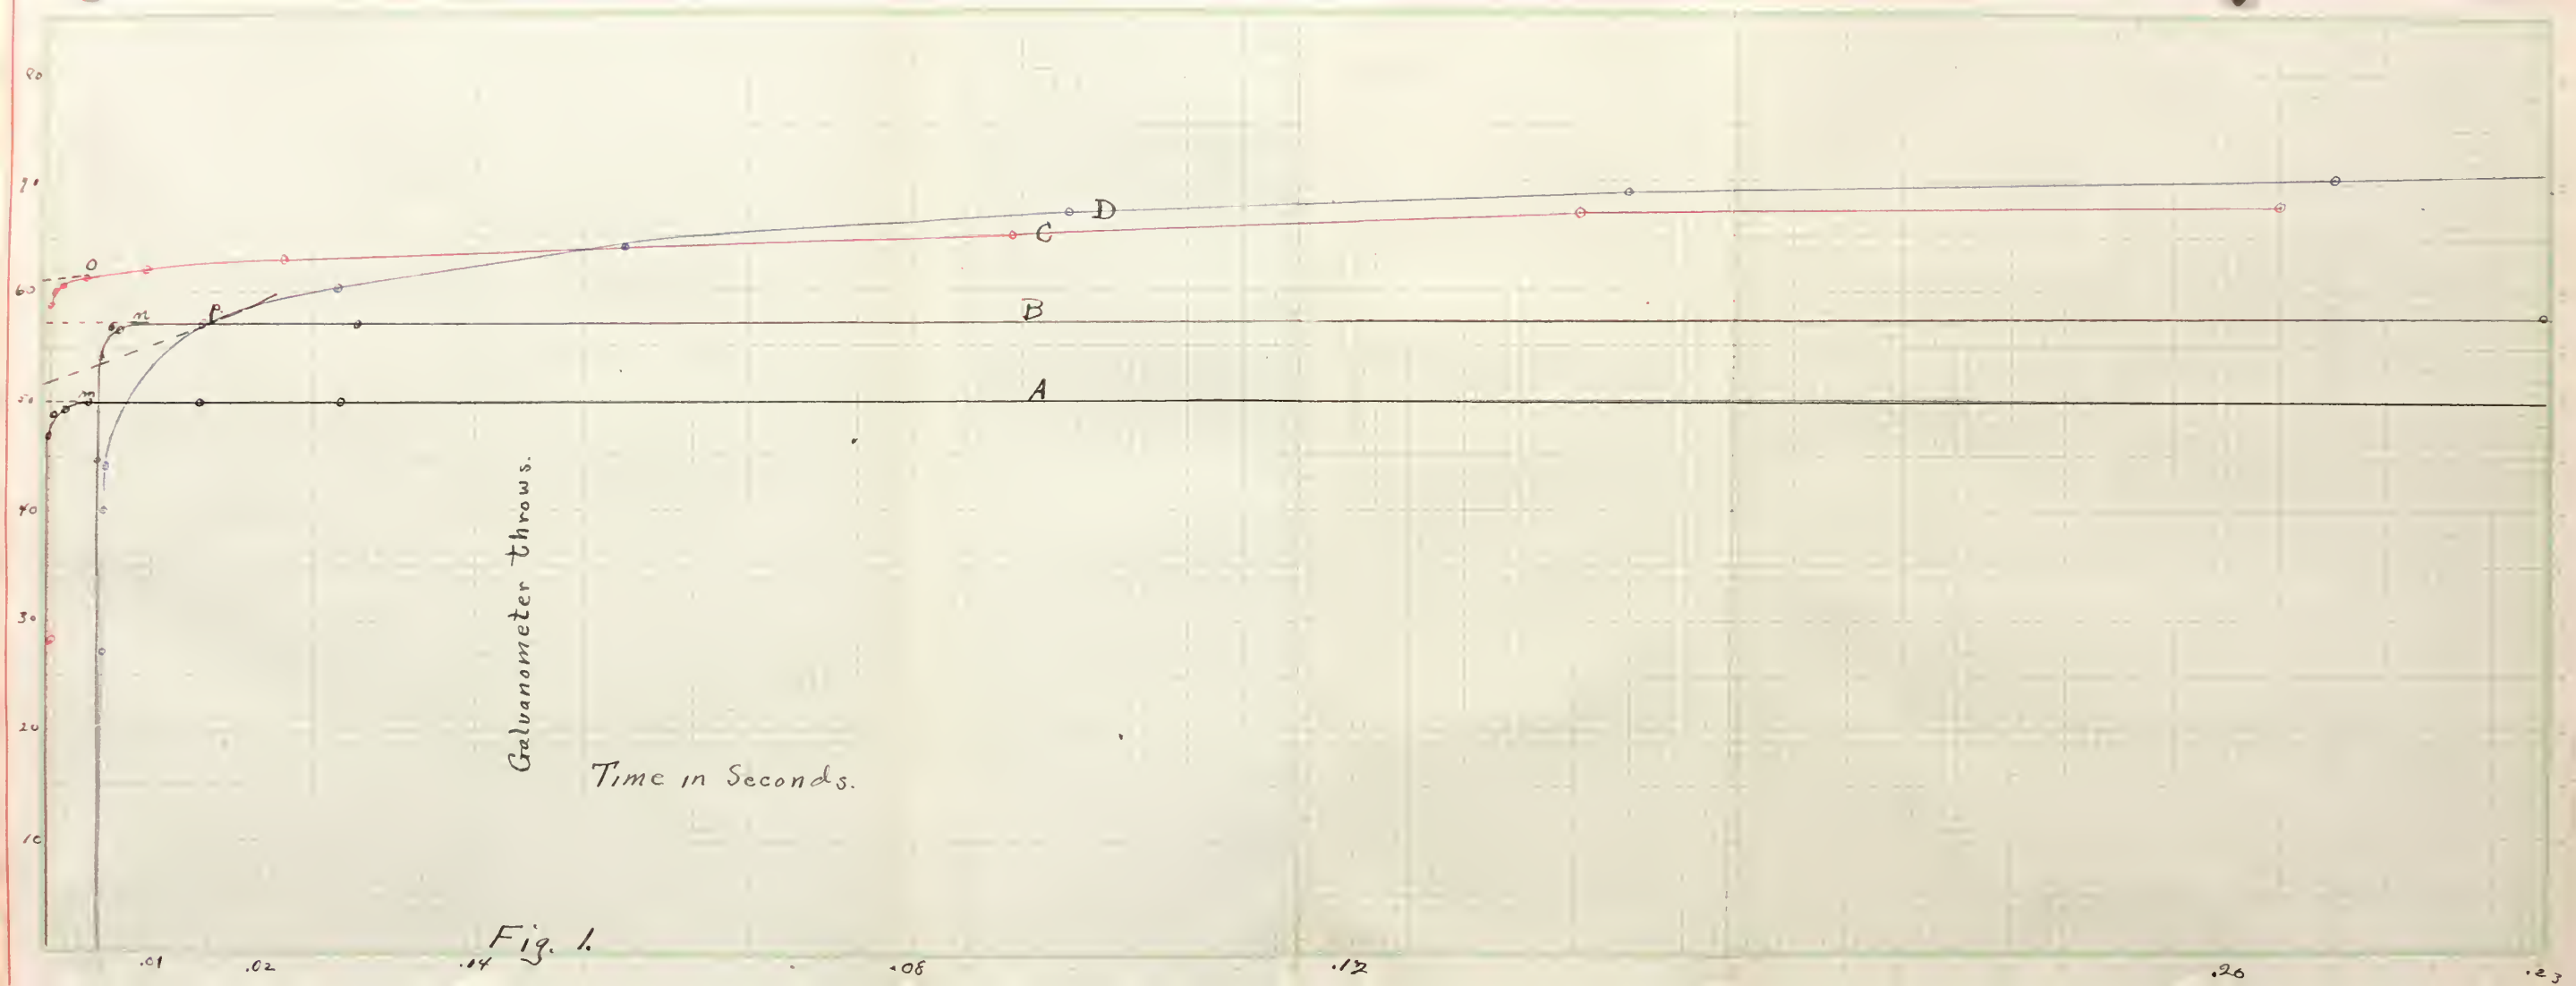 80
70
60
50
40
30
20
10
O
n
P
m
D
C
B
A
Galvanometer throws.
Time in Seconds.
Fig. 1.
.01 .02 .04 .08 .12 .20 .23